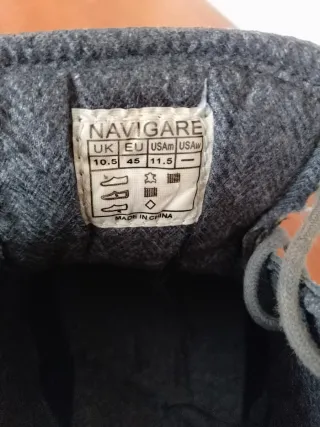 NAVIGARE
UK EU USAm USAw
10.5 45 11.5 —
MADE IN CHINA